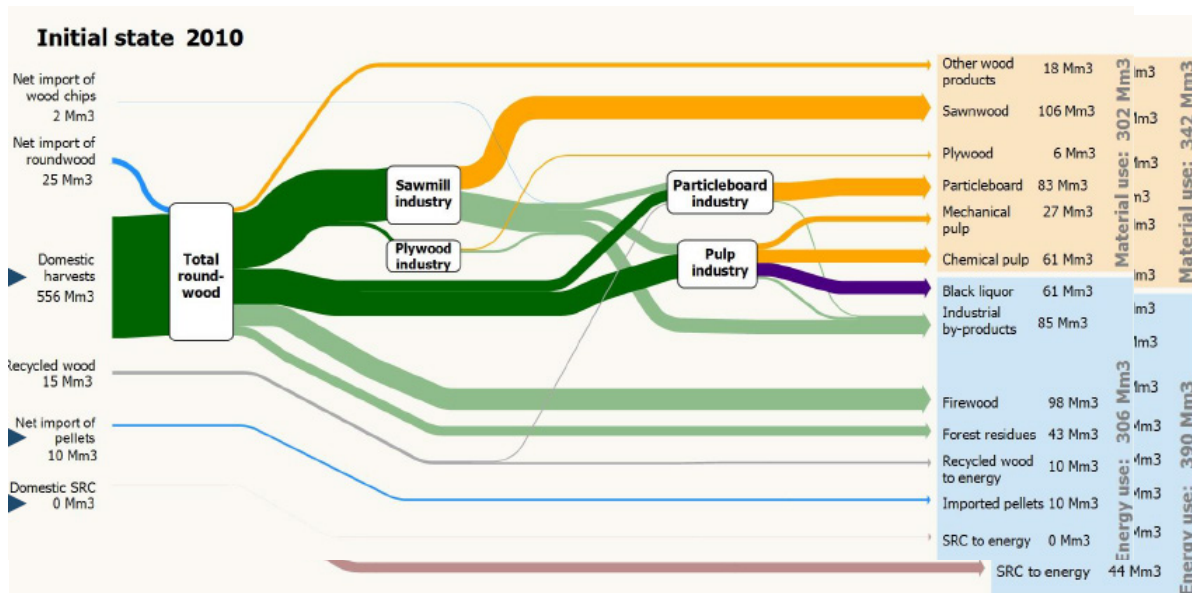 Initial state 2010
Net import of
wood chips
2 Mm3
Net import of
roundwood
25 Mm3
Domestic
harvests
556 Mm3
Recycled wood
15 Mm3
Net import of
pellets
10 Mm3
Domestic SRC
0 Mm3
Total
round-
wood
Sawmill
industry
Plywood
industry
Particleboard
industry
Pulp
industry
Other wood
products
18 Mm3
Sawnwood 106 Mm3
Plywood 6 Mm3
Particleboard 83 Mm3
Mechanical
pulp
27 Mm3
Chemical pulp 61 Mm3
Black liquor 61 Mm3
Industrial
by-products
85 Mm3
Firewood 98 Mm3
Forest residues 43 Mm3
Recycled wood
to energy
10 Mm3
Imported pellets 10 Mm3
SRC to energy 0 Mm3
SRC to energy 44 Mm3
Material use: 302 Mm3
Energy use: 306 Mm3
Material use: 342 Mm3
Energy use: 390 Mm3